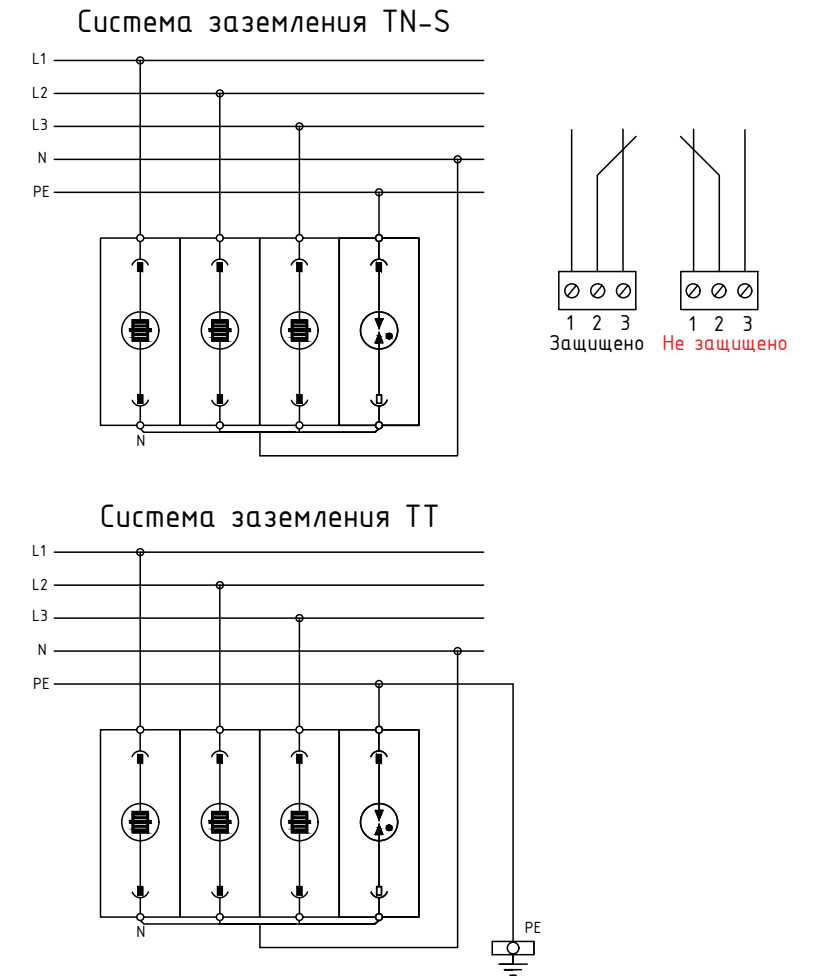 Система заземления TN-S
L1
L2
L3
N
PE
N
1 2 3
Защищено
1 2 3
Не защищено
Система заземления TT
L1
L2
L3
N
PE
N
PE